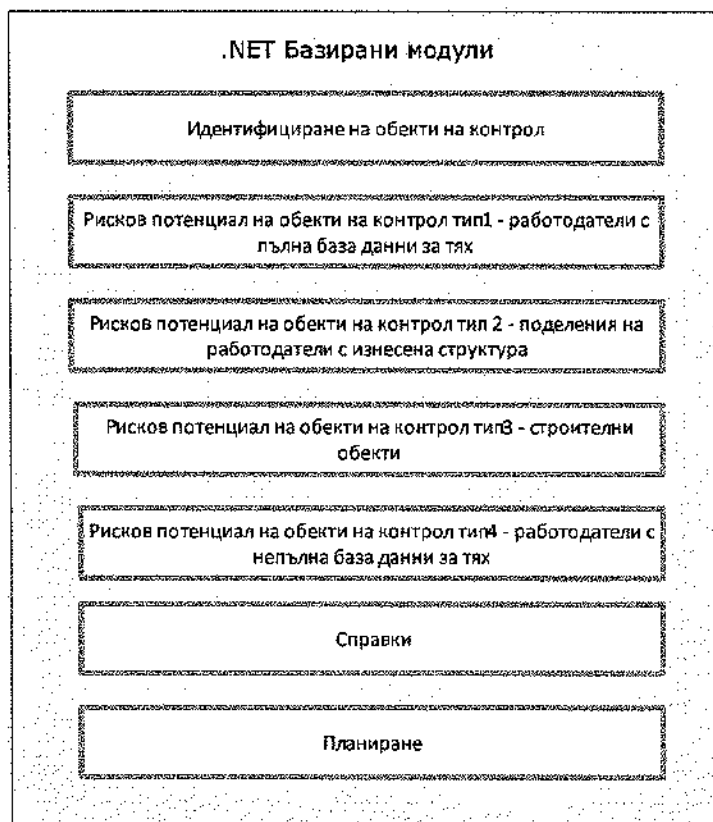 .NET Базирани модули
Идентифициране на обекти на контрол
Рисков потенциал на обекти на контрол тип1 - работодатели с
пълна база данни за тях
Рисков потенциал на обекти на контрол тип 2 - поделения на
работодатели с изнесена структура
Рисков потенциал на обекти на контрол тип3 - строителни
обекти
Рисков потенциал на обекти на контрол тип4 - работодатели с
непълна база данни за тях
Справки
Планиране